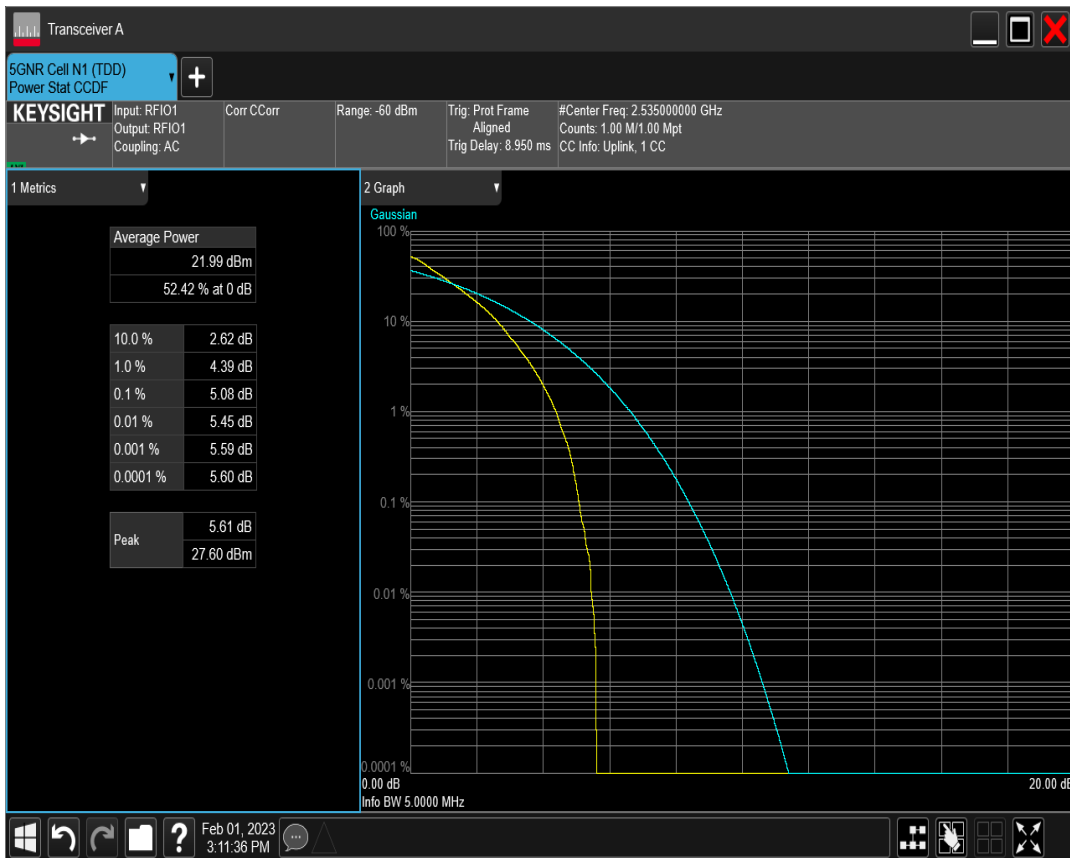 Transceiver A
5GNR Cell N1 (TDD)
Power Stat CCDF
KEYSIGHT
Input: RFIO1
Output: RFIO1
Coupling: AC
Corr CCorr
Range: -60 dBm
Trig: Prot Frame
Aligned
Trig Delay: 8.950 ms
#Center Freq: 2.535000000 GHz
Counts: 1.00 M/1.00 Mpt
CC Info: Uplink, 1 CC
1 Metrics
Average Power
21.99 dBm
52.42 % at 0 dB
10.0 % 2.62 dB
1.0 % 4.39 dB
0.1 % 5.08 dB
0.01 % 5.45 dB
0.001 % 5.59 dB
0.0001 % 5.60 dB
Peak
5.61 dB
27.60 dBm
2 Graph
Gaussian
100 %
10 %
1 %
0.1 %
0.01 %
0.001 %
0.0001 %
0.00 dB 20.00 dB
Info BW 5.0000 MHz
Feb 01, 2023
3:11:36 PM